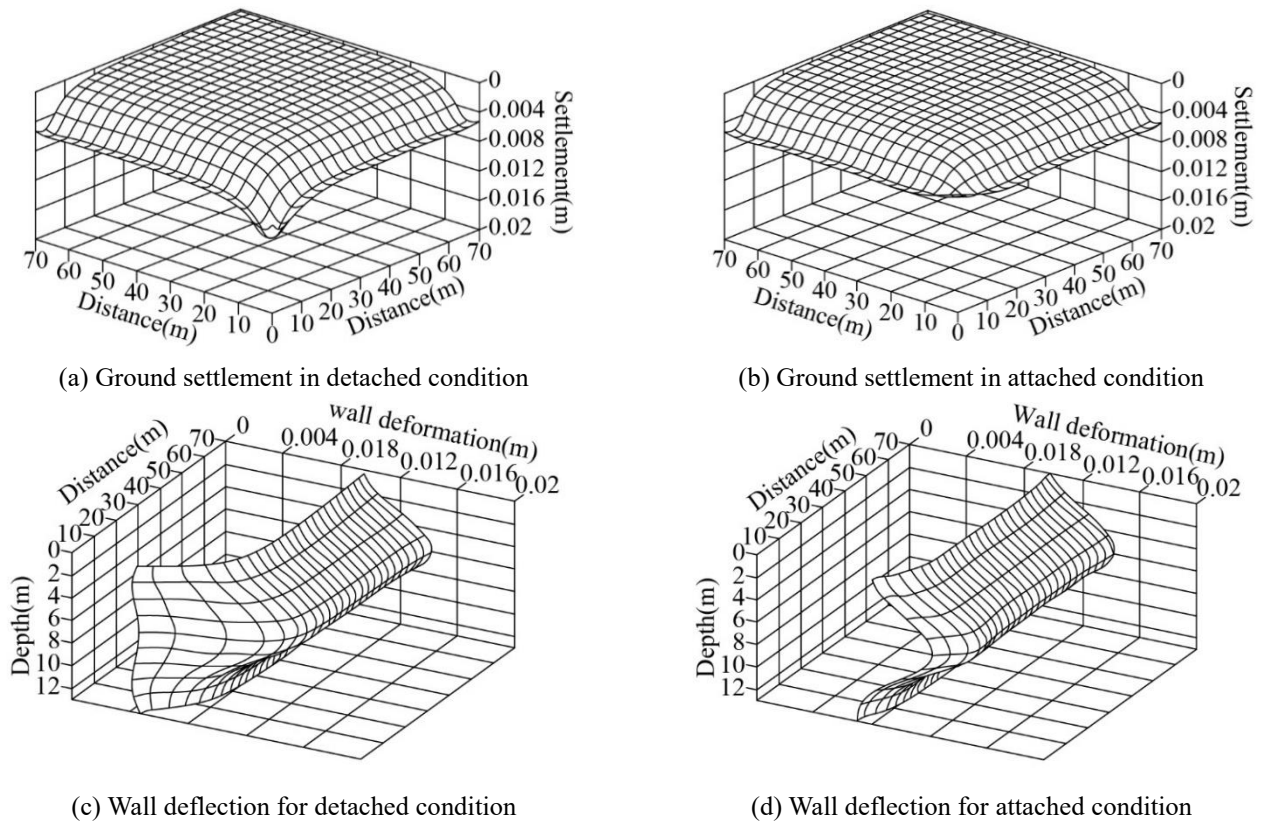 0
0.004
0.008
0.012
0.016
0.02
Settlement(m)
70 60 50 40 30 20 10 0
Distance(m)
10 20 30 40 50 60 70
Distance(m)
(a) Ground settlement in detached condition
0
0.004
0.008
0.012
0.016
0.02
Settlement(m)
70 60 50 40 30 20 10 0
Distance(m)
10 20 30 40 50 60 70
Distance(m)
(b) Ground settlement in attached condition
wall deformation(m)
0 0.004 0.018 0.012 0.016 0.02
Distance(m)
10 20 30 40 50 60 70
Depth(m)
0
2
4
6
8
10
12
(c) Wall deflection for detached condition
Wall deformation(m)
0 0.004 0.018 0.012 0.016 0.02
Distance(m)
10 20 30 40 50 60 70
Depth(m)
0
2
4
6
8
10
12
(d) Wall deflection for attached condition